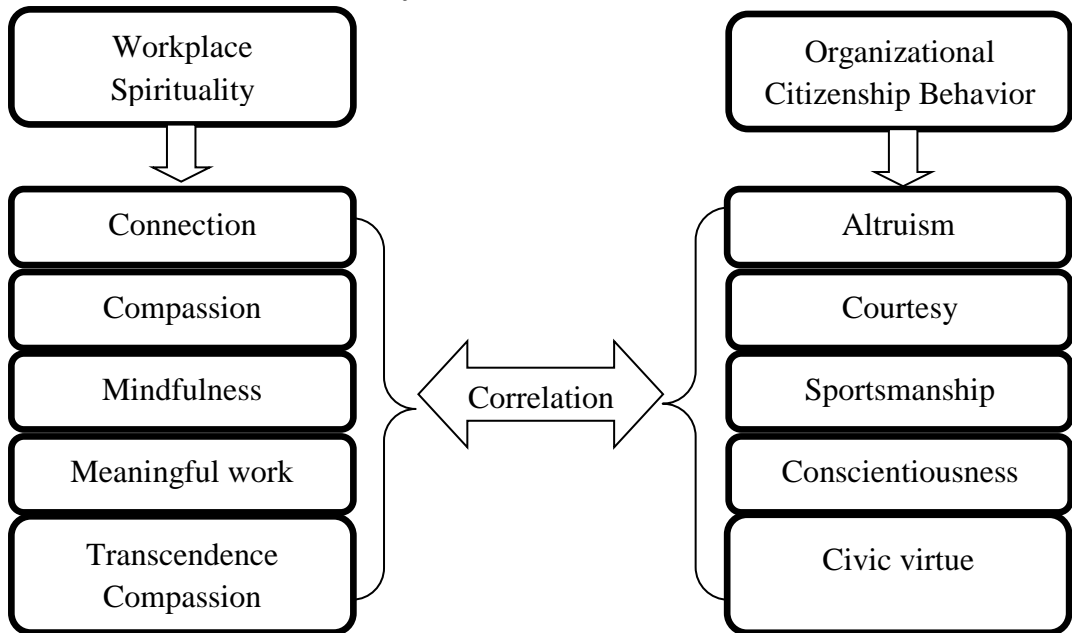 Workplace
Spirituality
Organizational
Citizenship Behavior
Connection
Compassion
Mindfulness
Meaningful work
Transcendence
Compassion
Correlation
Altruism
Courtesy
Sportsmanship
Conscientiousness
Civic virtue